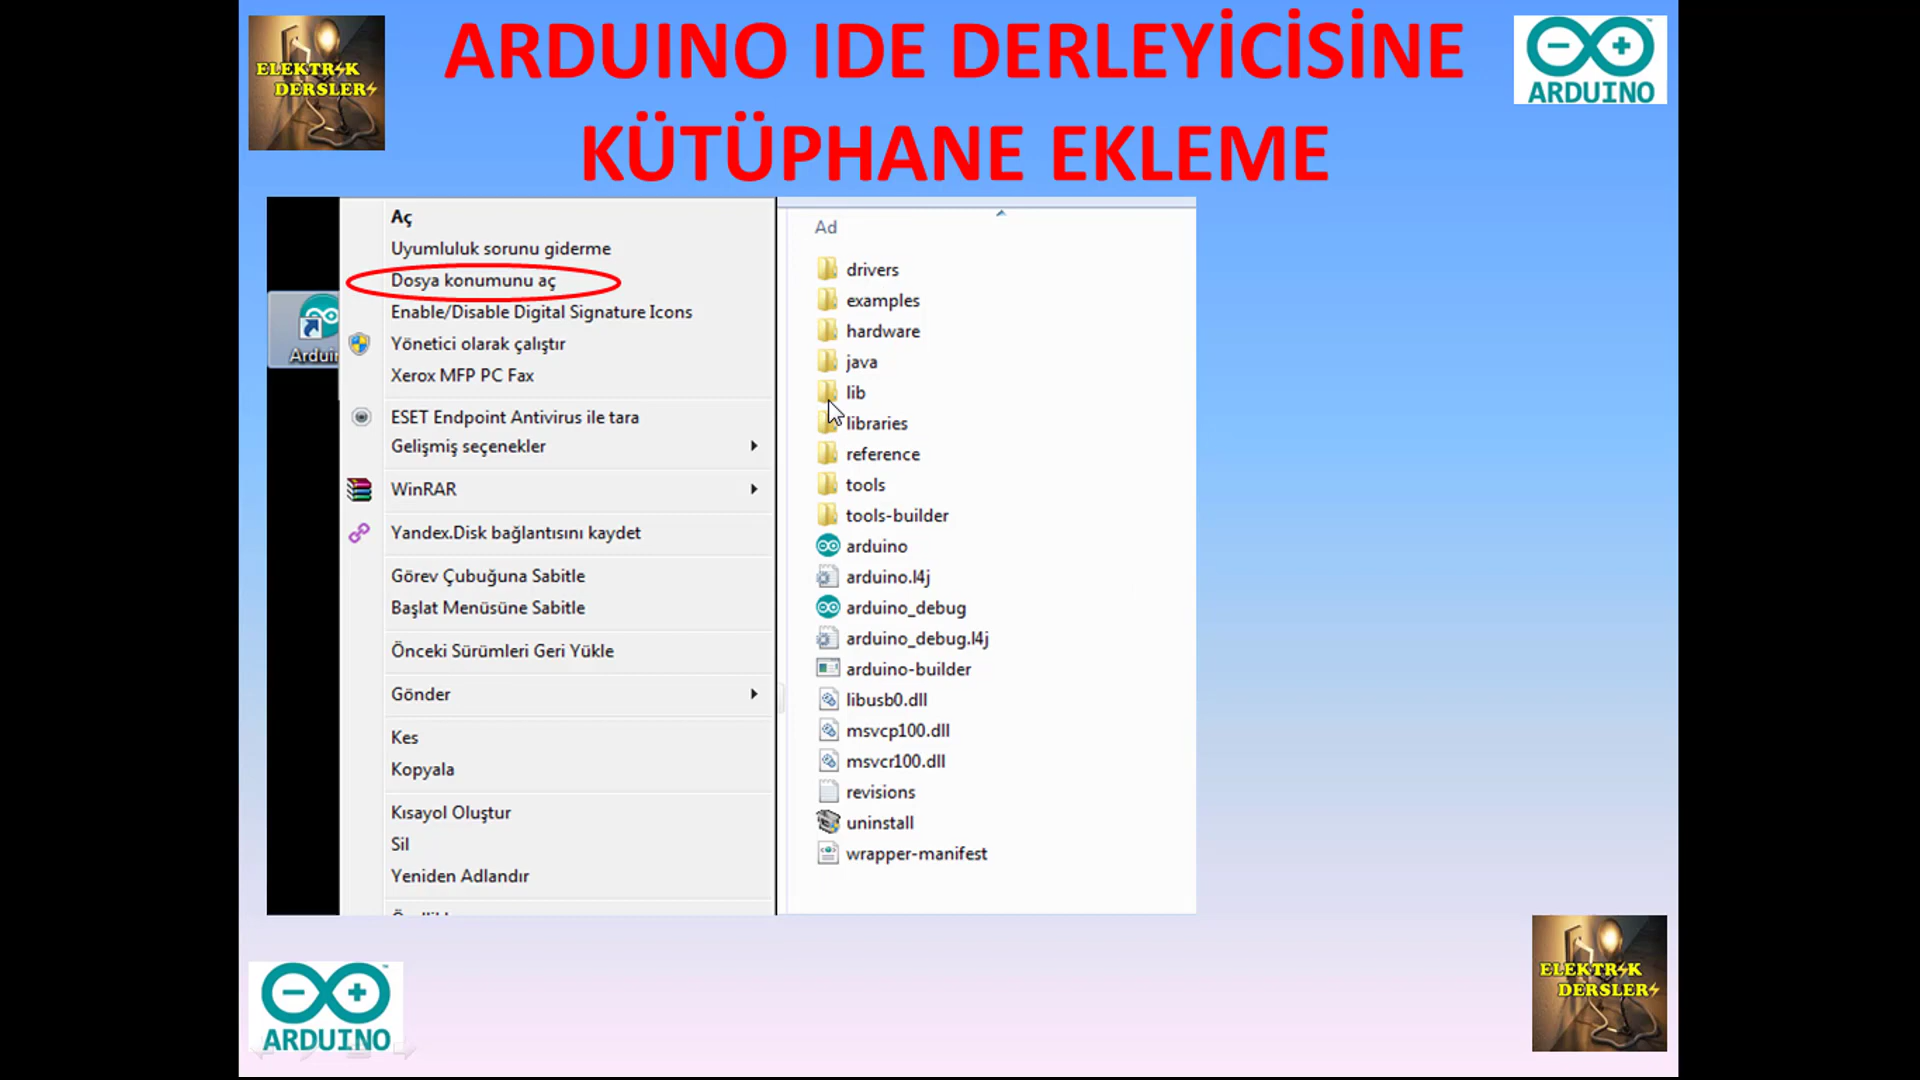 ELEKTRİK
DERSLERİ
ARDUINO IDE DERLEYİCİSİNE
KÜTÜPHANE EKLEME
ARDUINO
Arduin
Aç
Uyumluluk sorunu giderme
Dosya konumunu aç
Enable/Disable Digital Signature Icons
Yönetici olarak çalıştır
Xerox MFP PC Fax
ESET Endpoint Antivirus ile tara
Gelişmiş seçenekler
WinRAR
Yandex.Disk bağlantısını kaydet
Görev Çubuğuna Sabitle
Başlat Menüsüne Sabitle
Önceki Sürümleri Geri Yükle
Gönder
Kes
Kopyala
Kısayol Oluştur
Sil
Yeniden Adlandır
Ad
drivers
examples
hardware
java
lib
libraries
reference
tools
tools-builder
arduino
arduino.l4j
arduino_debug
arduino_debug.l4j
arduino-builder
libusb0.dll
msvcp100.dll
msvcr100.dll
revisions
uninstall
wrapper-manifest
ARDUINO
ELEKTRİK
DERSLERİ